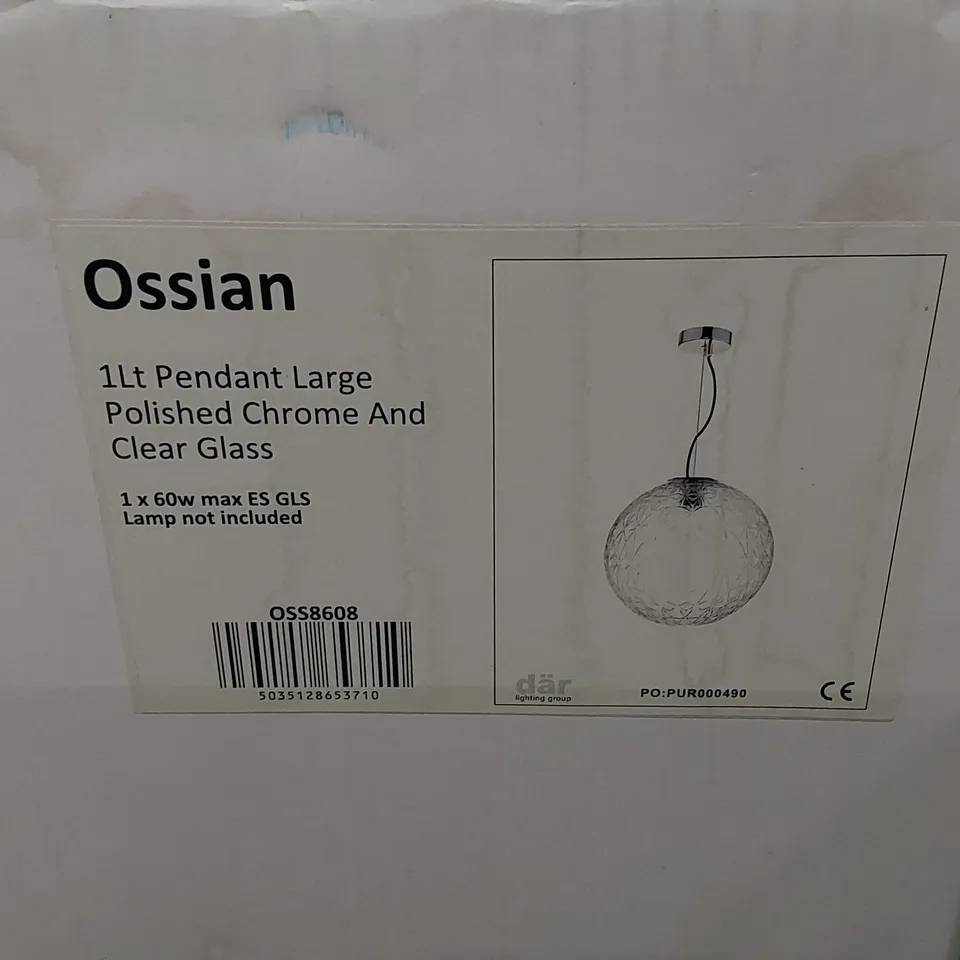 Ossian
1Lt Pendant Large
Polished Chrome And
Clear Glass
1 x 60w max ES GLS
Lamp not included
OSS8608
5035128653710
där
lighting group
PO:PUR000490
CE